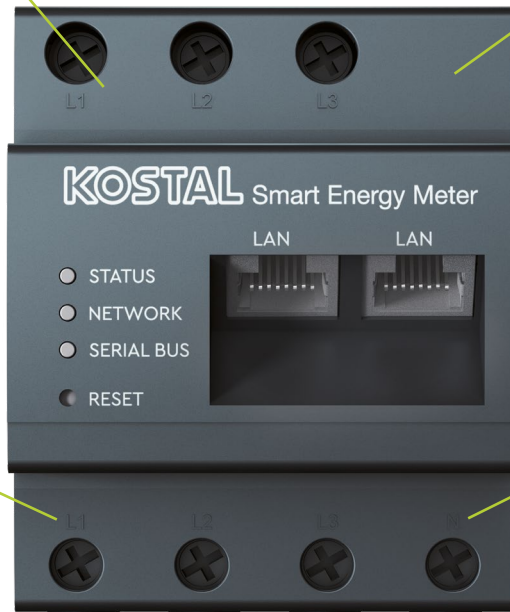 L1 L2 L3
KOSTAL Smart Energy Meter
LAN LAN
STATUS
NETWORK
SERIAL BUS
RESET
L1 L2 L3 N